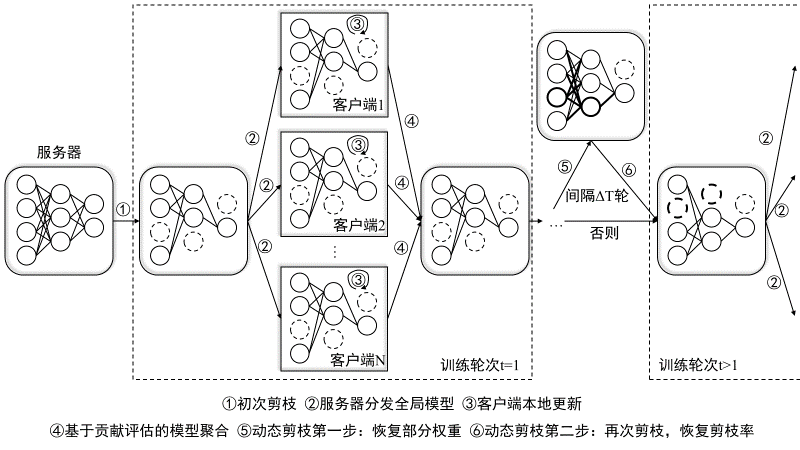 服务器
①
②
②
②
③
客户端1
③
客户端2
⋮
③
客户端N
④
④
④
训练轮次t=1
…
⑤
⑥
间隔ΔT轮
否则
②
②
②
训练轮次t>1
①初次剪枝 ②服务器分发全局模型 ③客户端本地更新
④基于贡献评估的模型聚合 ⑤动态剪枝第一步：恢复部分权重 ⑥动态剪枝第二步：再次剪枝，恢复剪枝率